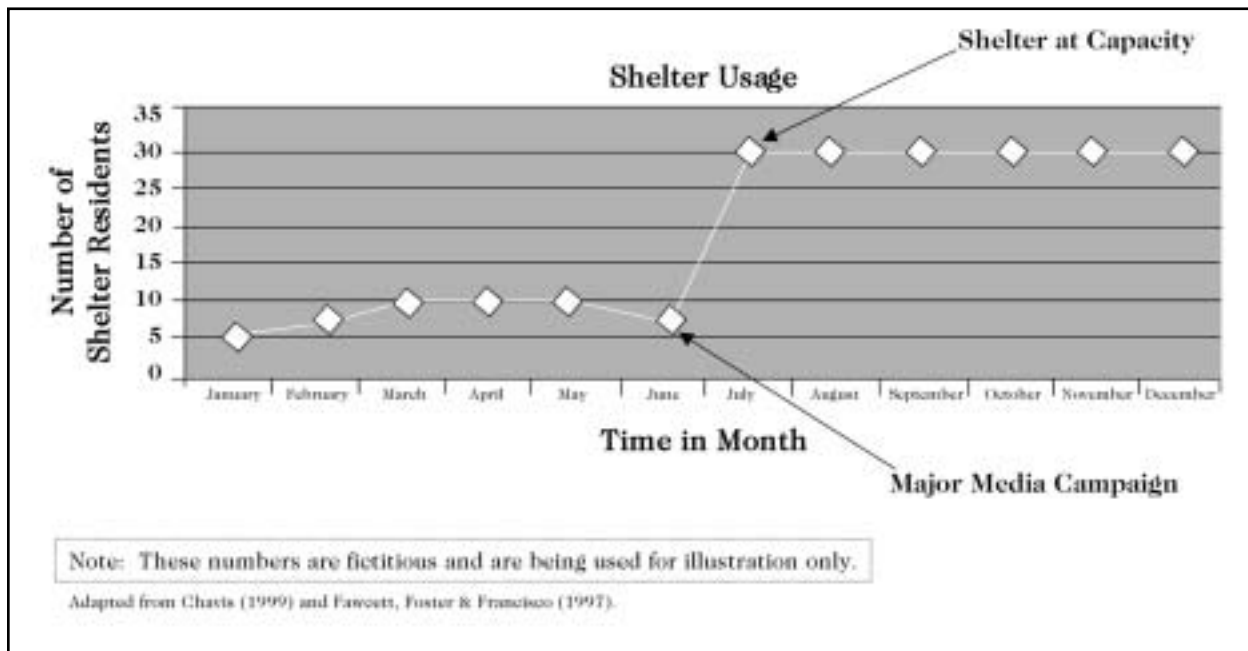 Shelter at Capacity
Shelter Usage
Number of
Shelter Residents
35
30
25
20
15
10
5
0
January February March April May June July August September October November December
Time in Month
Major Media Campaign
Note: These numbers are fictitious and are being used for illustration only.
Adapted from Chavis (1999) and Fawcett, Foster & Francisco (1997).